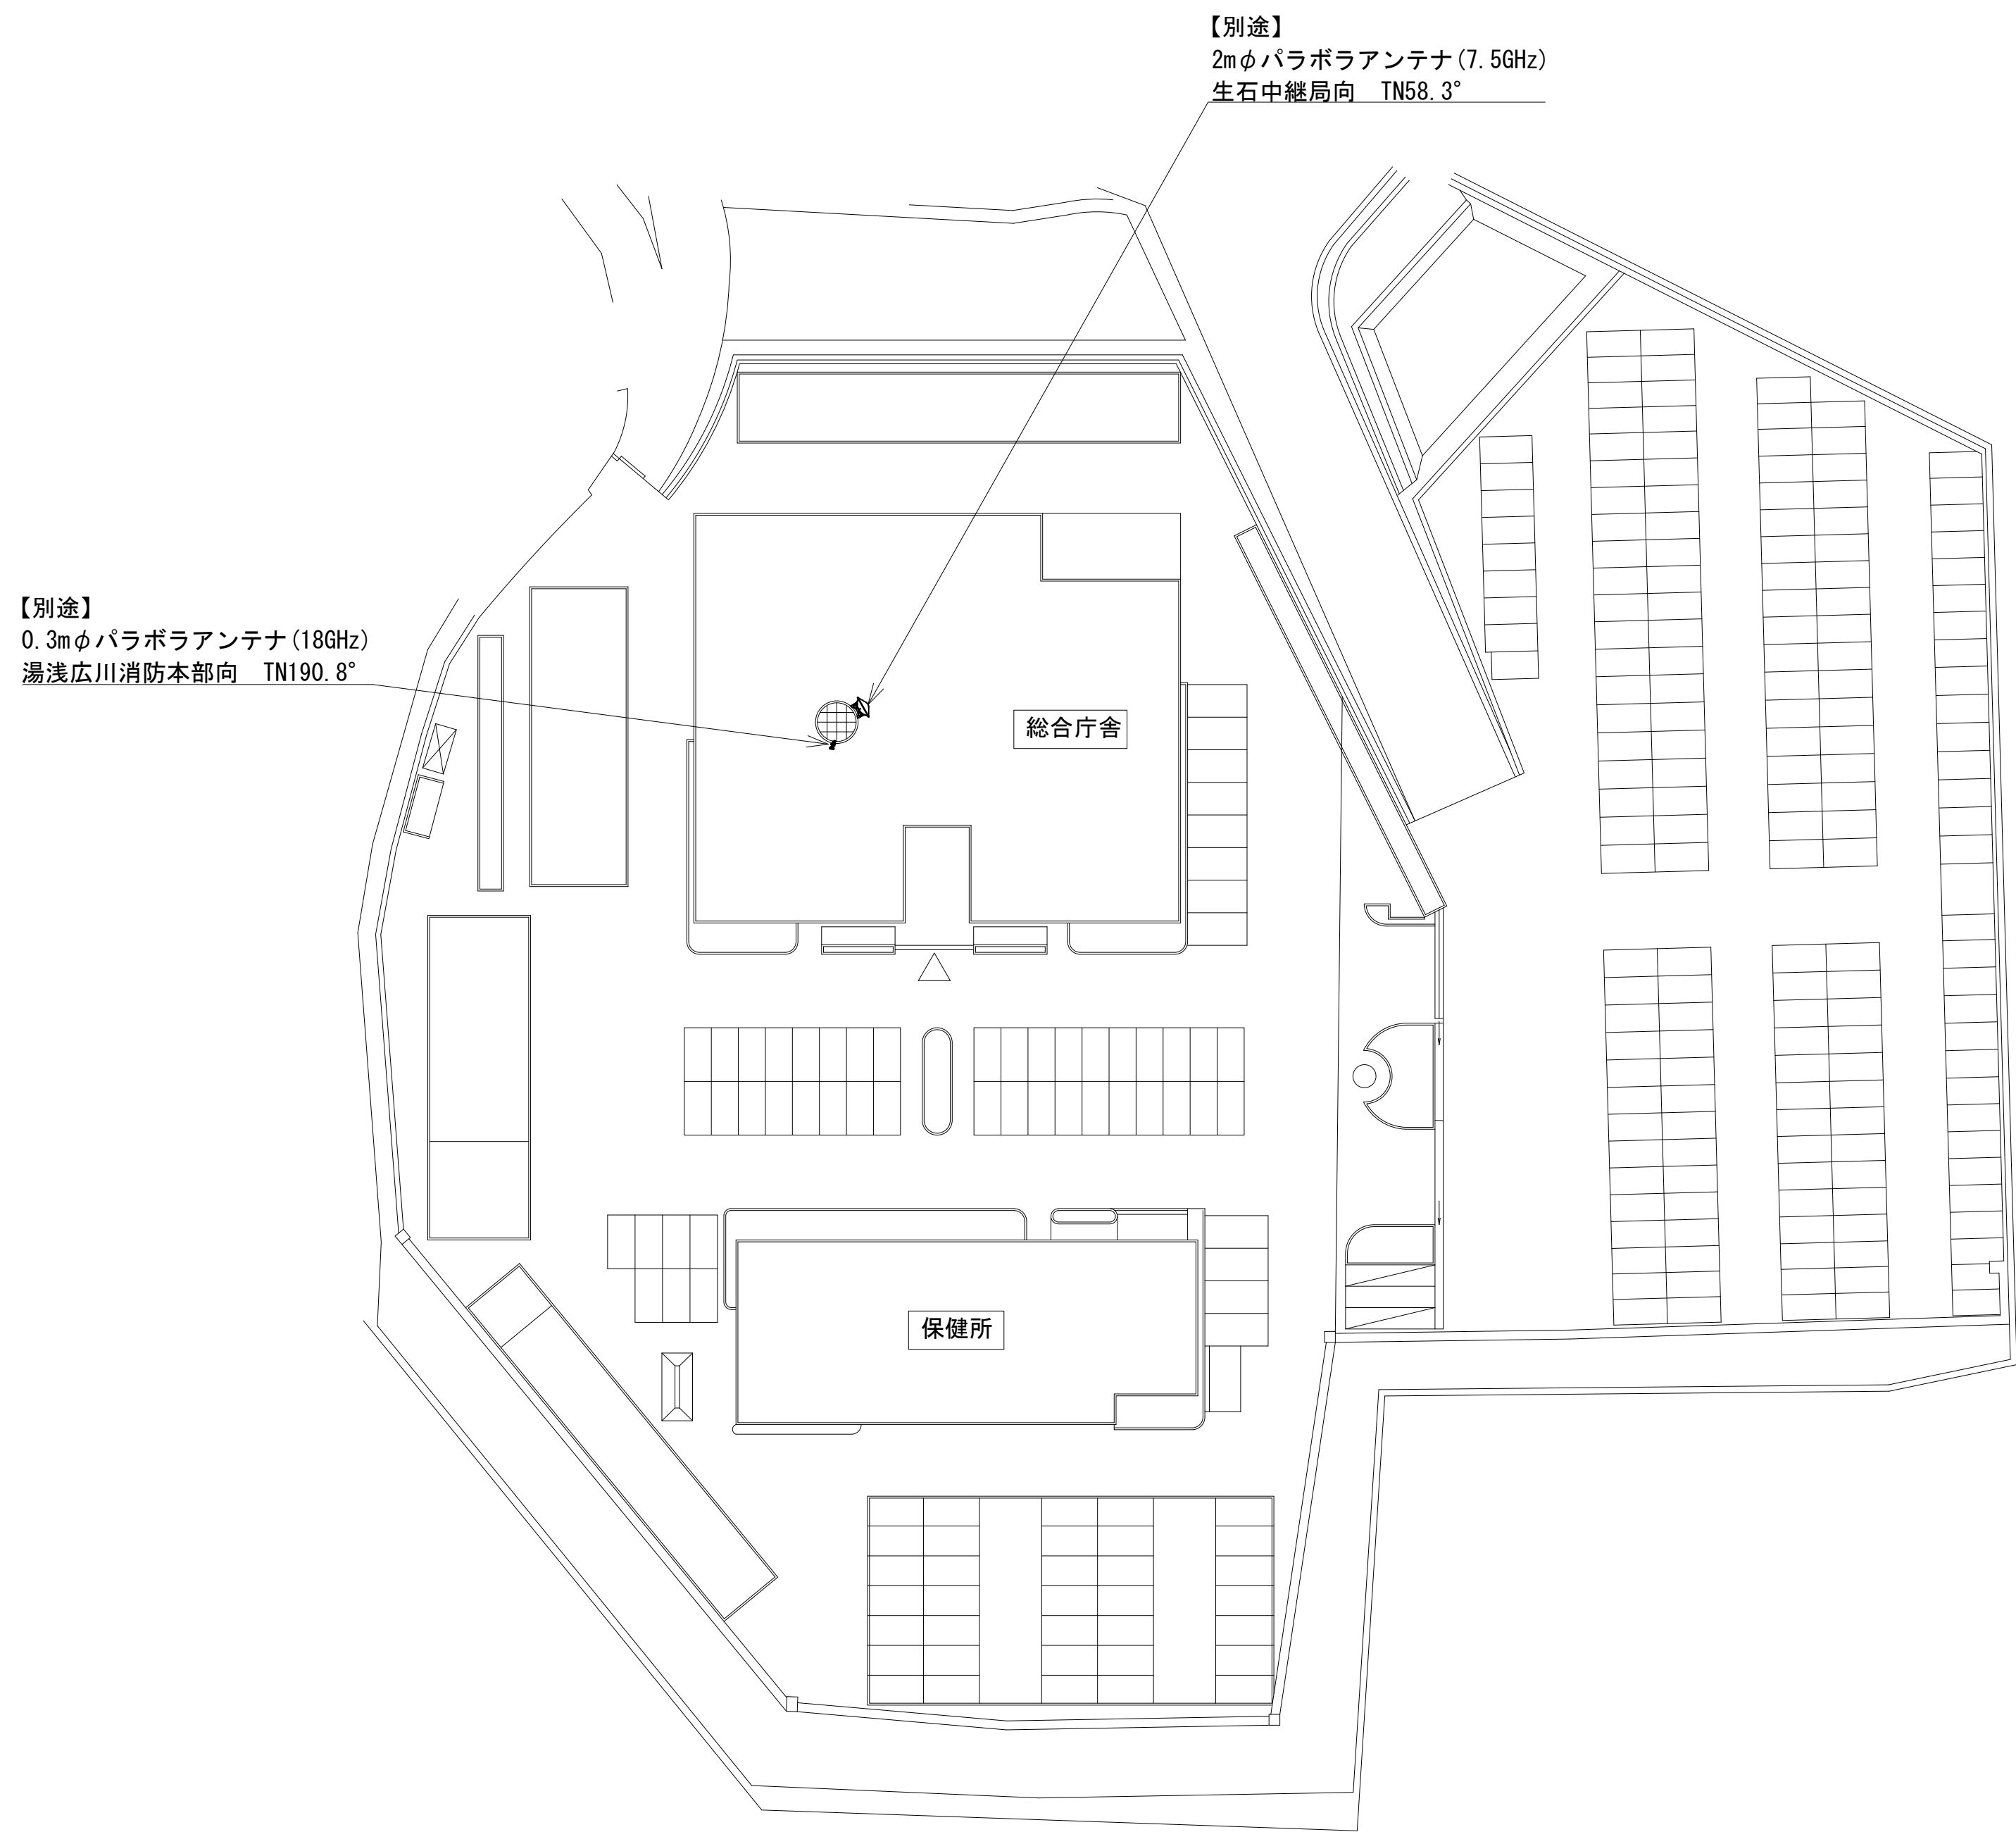 【別途】
2mφパラボラアンテナ(7.5GHz)
生石中継局向　TN58.3°
【別途】
0.3mφパラボラアンテナ(18GHz)
湯浅広川消防本部向　TN190.8°
総合庁舎
保健所